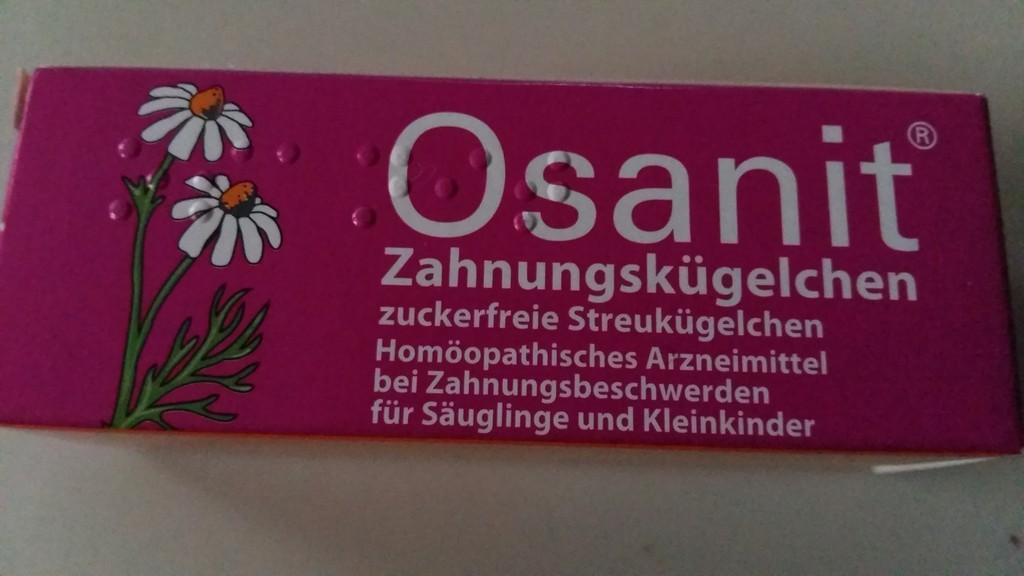 Osanit®
Zahnungskügelchen
zuckerfreie Streukügelchen
Homöopathisches Arzneimittel
bei Zahnungsbeschwerden
für Säuglinge und Kleinkinder